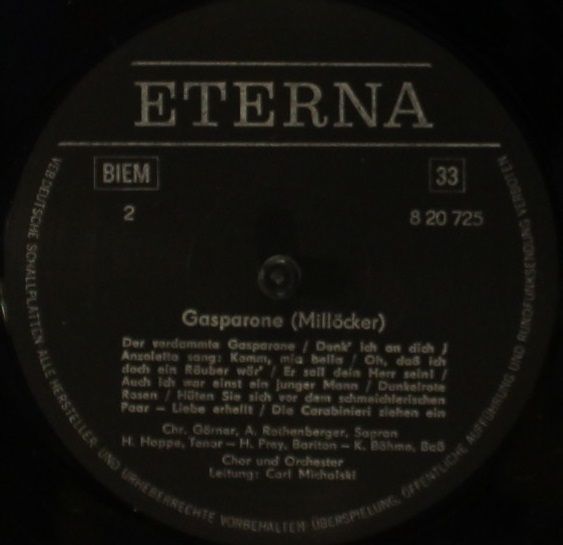 ETERNA
BIEM
33
2
8 20 725
Gasparone (Millöcker)
Der verdammte Gasparone / Denk' ich an dich /
Anzoletto sang: Komm, mia bella / Oh, daß ich
doch ein Räuber wär' / Er soll dein Herr sein! /
Auch ich war einst ein junger Mann / Dunkelrote
Rosen / Hüten Sie sich vor dem schmeichlerischen
Paar — Liebe erhellt / Die Carabinieri ziehen ein
Chr. Görner, A. Rothenberger, Sopran
H. Hoppe, Tenor — H. Prey, Bariton — K. Böhme, Baß
Chor und Orchester
Leitung: Carl Michalski
VEB DEUTSCHE SCHALLPLATTEN ALLE HERSTELLER- UND URHEBERRECHTE VORBEHALTEN · ÜBERSPIELUNG, ÖFFENTLICHE AUFFÜHRUNG UND RUNDFUNKSENDUNG VERBOTEN